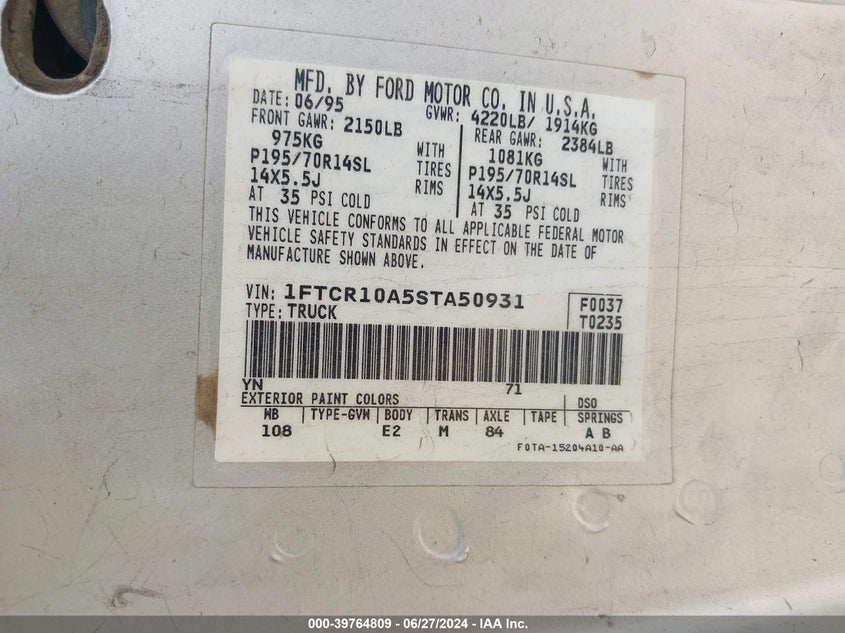 MFD. BY FORD MOTOR CO. IN U.S.A.
DATE: 06/95 GVWR: 4220LB/ 1914KG
FRONT GAWR: 2150LB REAR GAWR: 2384LB
975KG WITH 1081KG WITH
P195/70R14SL TIRES P195/70R14SL TIRES
14X5.5J RIMS 14X5.5J RIMS
AT 35 PSI COLD AT 35 PSI COLD
THIS VEHICLE CONFORMS TO ALL APPLICABLE FEDERAL MOTOR
VEHICLE SAFETY STANDARDS IN EFFECT ON THE DATE OF
MANUFACTURE SHOWN ABOVE.
VIN: 1FTCR10A5STA50931 F0037
TYPE: TRUCK T0235
YN 71
EXTERIOR PAINT COLORS DSO
WB TYPE-GVW BODY TRANS AXLE TAPE SPRINGS
108 E2 M 84 A B
F0TA-15204A10-AA
000-39764809 - 06/27/2024 - IAA Inc.